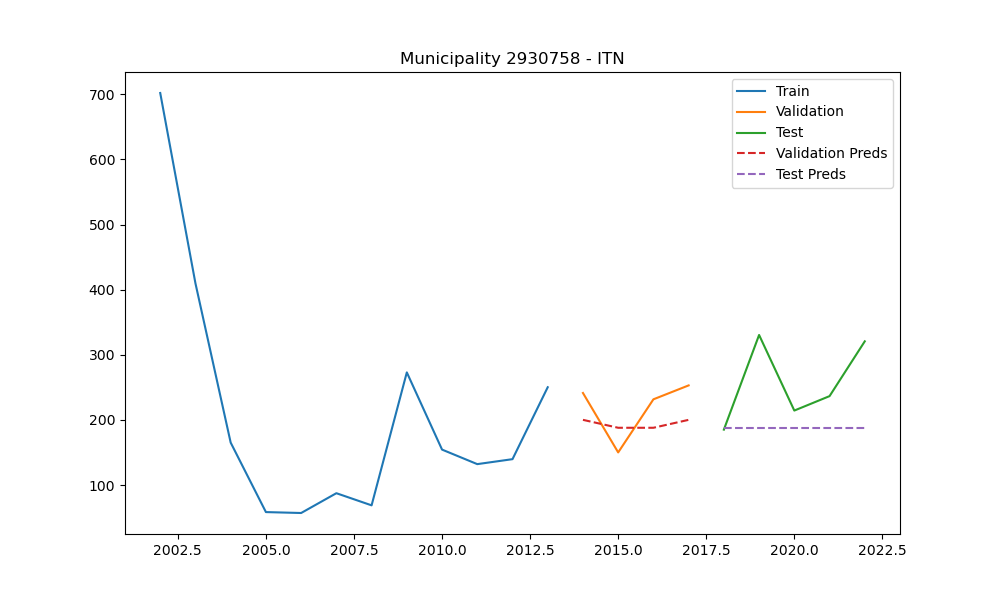 Municipality 2930758 - ITN
Train
Validation
Test
Validation Preds
Test Preds
700
600
500
400
300
200
100
2002.5 2005.0 2007.5 2010.0 2012.5 2015.0 2017.5 2020.0 2022.5